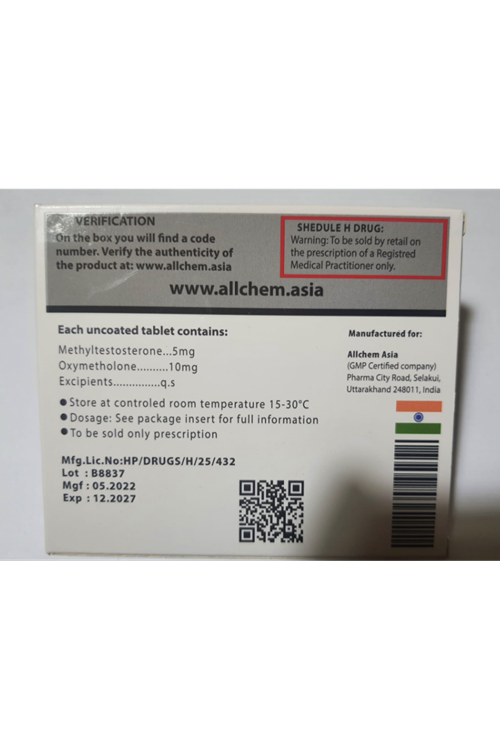 VERIFICATION
On the box you will find a code
number. Verify the authenticity of
the product at: www.allchem.asia
SHEDULE H DRUG:
Warning: To be sold by retail on
the prescription of a Registred
Medical Practitioner only.
www.allchem.asia
Each uncoated tablet contains:
Methyltestosterone...5mg
Oxymetholone..........10mg
Excipients...............q.s
● Store at controled room temperature 15-30°C
● Dosage: See package insert for full information
● To be sold only prescription
Manufactured for:
Allchem Asia
(GMP Certified company)
Pharma City Road, Selakui,
Uttarakhand 248011, India
Mfg.Lic.No:HP/DRUGS/H/25/432
Lot : B8837
Mgf : 05.2022
Exp : 12.2027